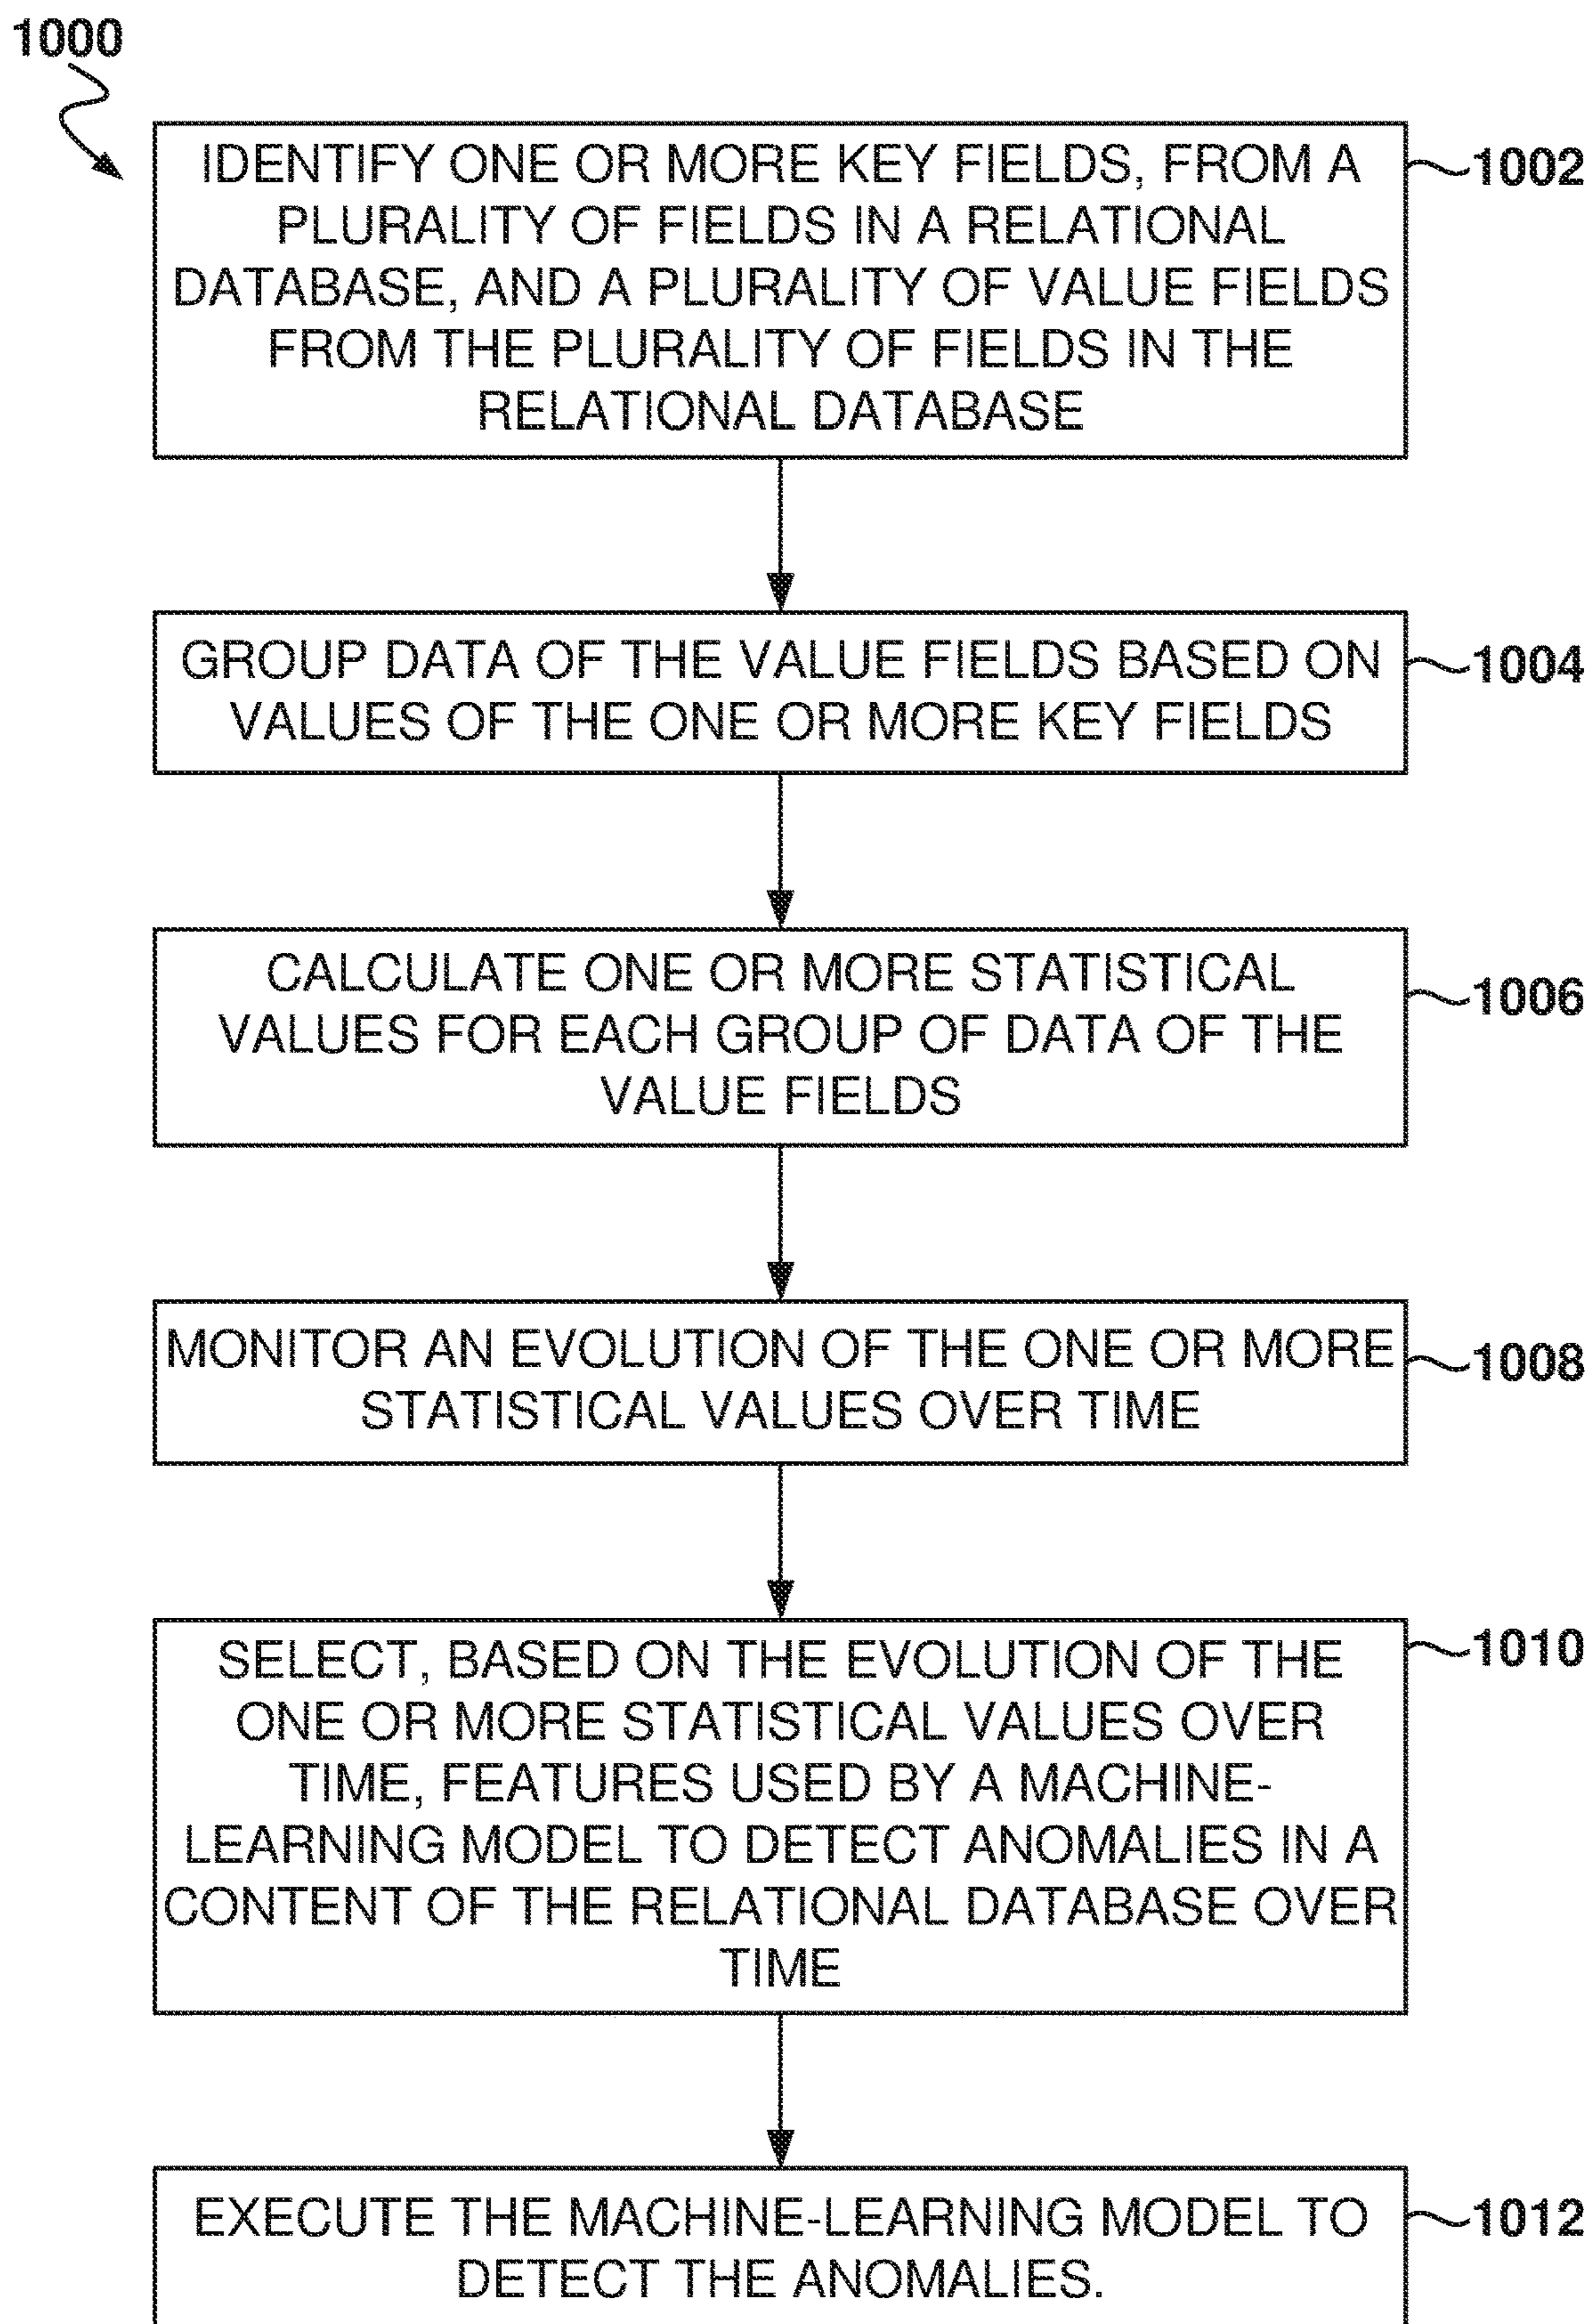 1000
IDENTIFY ONE OR MORE KEY FIELDS, FROM A
PLURALITY OF FIELDS IN A RELATIONAL
DATABASE, AND A PLURALITY OF VALUE FIELDS
FROM THE PLURALITY OF FIELDS IN THE
RELATIONAL DATABASE
1002
GROUP DATA OF THE VALUE FIELDS BASED ON
VALUES OF THE ONE OR MORE KEY FIELDS
1004
CALCULATE ONE OR MORE STATISTICAL
VALUES FOR EACH GROUP OF DATA OF THE
VALUE FIELDS
1006
MONITOR AN EVOLUTION OF THE ONE OR MORE
STATISTICAL VALUES OVER TIME
1008
SELECT, BASED ON THE EVOLUTION OF THE
ONE OR MORE STATISTICAL VALUES OVER
TIME, FEATURES USED BY A MACHINE-
LEARNING MODEL TO DETECT ANOMALIES IN A
CONTENT OF THE RELATIONAL DATABASE OVER
TIME
1010
EXECUTE THE MACHINE-LEARNING MODEL TO
DETECT THE ANOMALIES.
1012